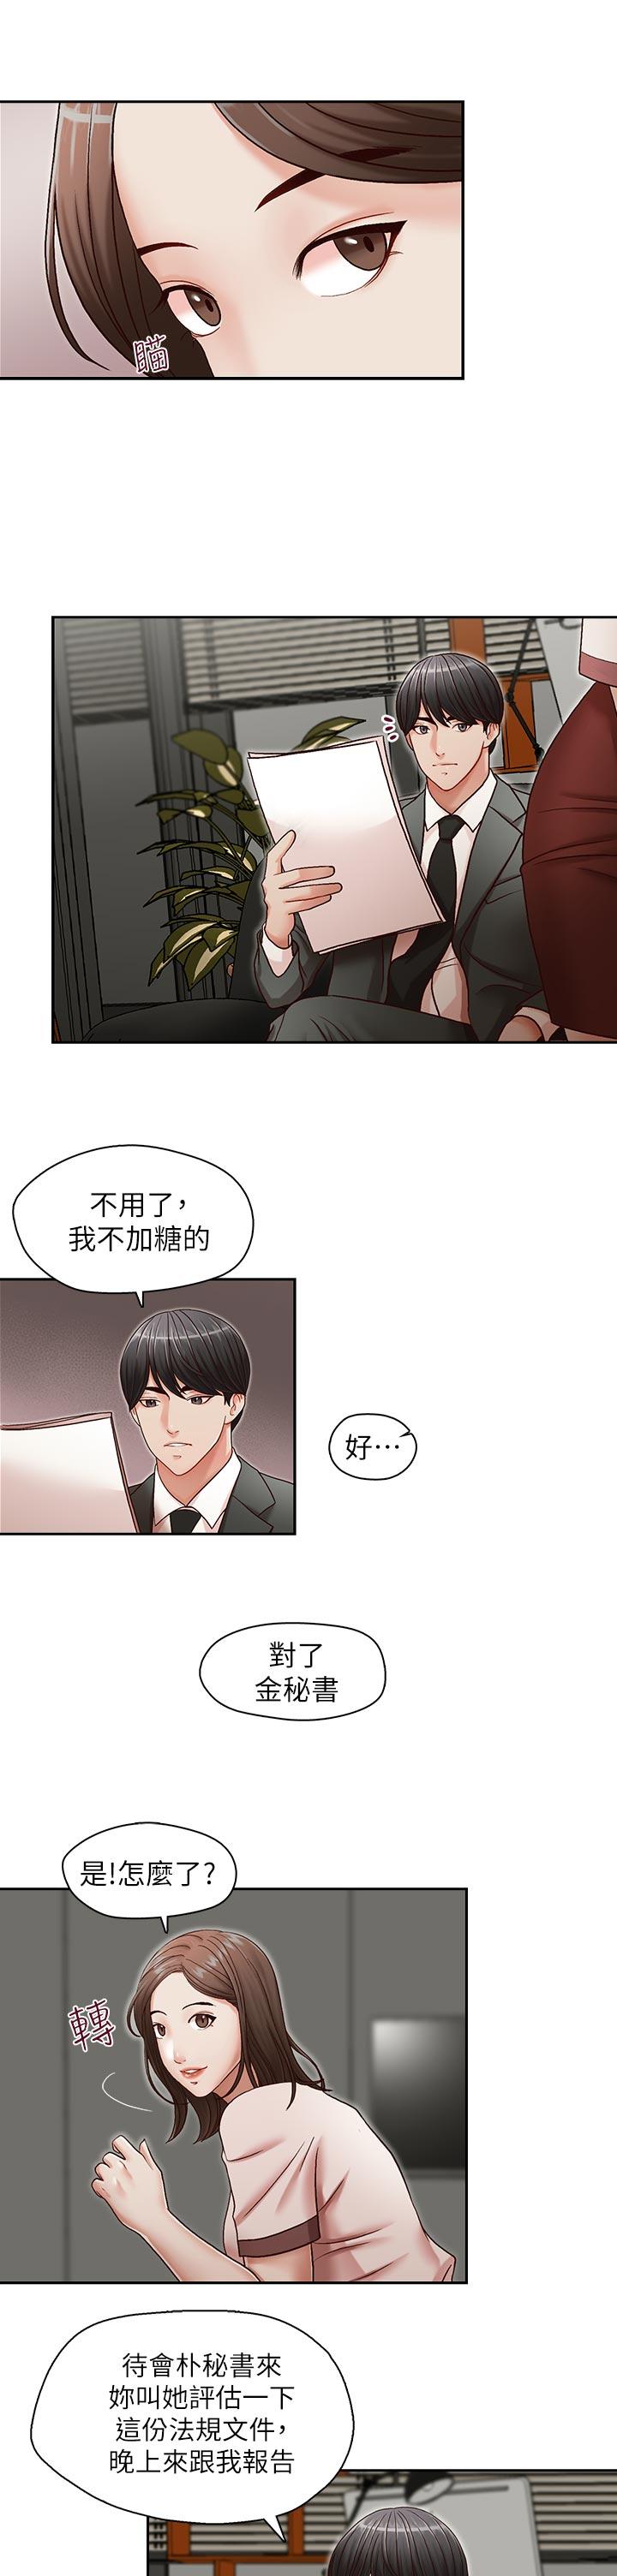 瞄
不用了,
我不加糖的
好…
對了
金秘書
是!怎麼了?
轉
待會朴秘書來
妳叫她評估一下
這份法規文件,
晚上來跟我報告